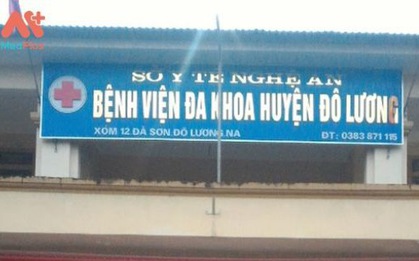 MedPlus
SỞ Y TẾ NGHỆ AN
BỆNH VIỆN ĐA KHOA HUYỆN ĐÔ LƯƠNG
XÓM 12 ĐÀ SƠN.ĐÔ LƯƠNG.NA
ĐT: 0383 871 115